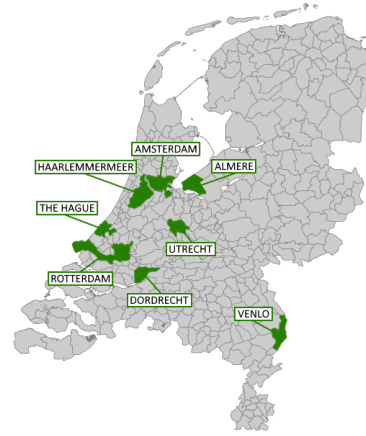 AMSTERDAM
HAARLEMMERMEER
ALMERE
THE HAGUE
UTRECHT
ROTTERDAM
DORDRECHT
VENLO